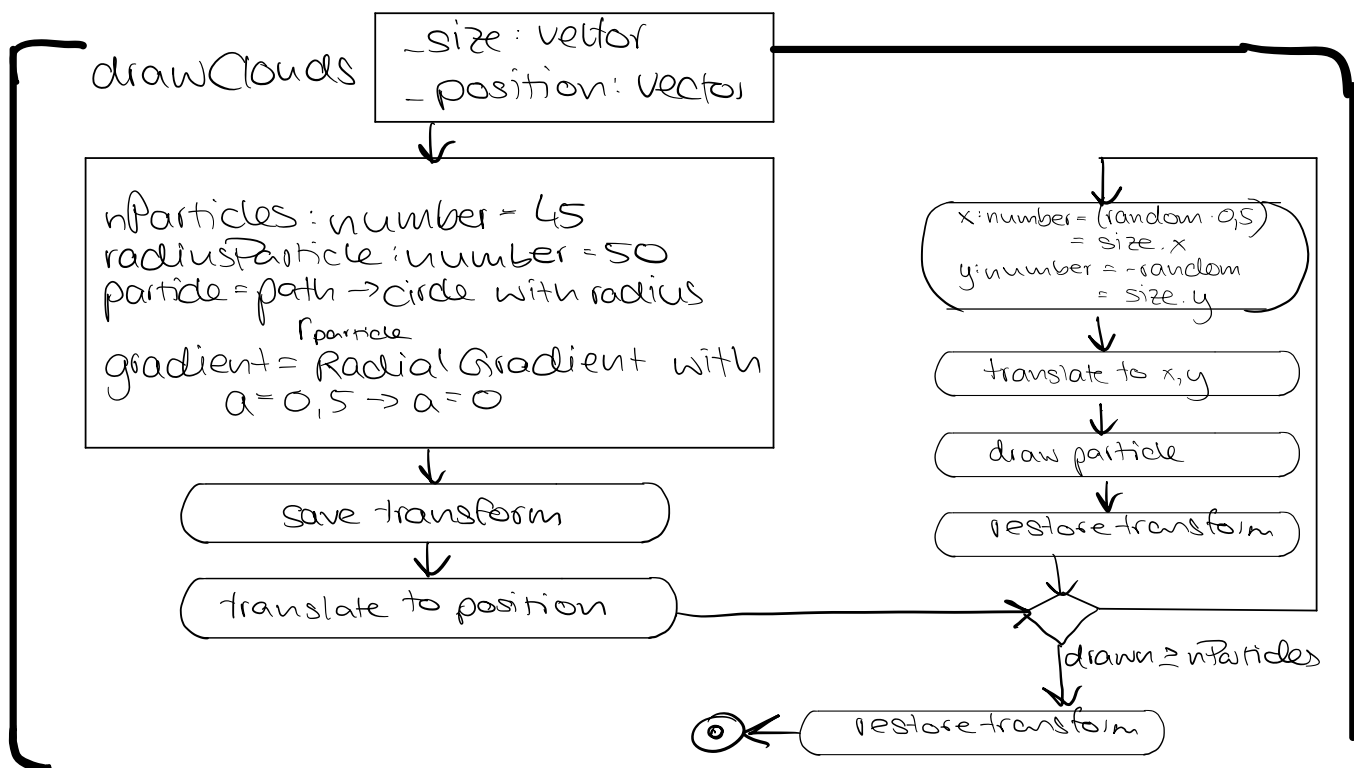 drawClouds
_size: vector
_position: vector
nParticles: number = 45
radiusParticle: number = 50
particle = path → circle with radius
rparticle
gradient = RadialGradient with
a = 0,5 → a = 0
save transform
translate to position
x: number = (random · 0,5)
= size.x
y: number = -random
= size.y
translate to x, y
draw particle
restore transform
drawn ≥ nParticles
restore transform